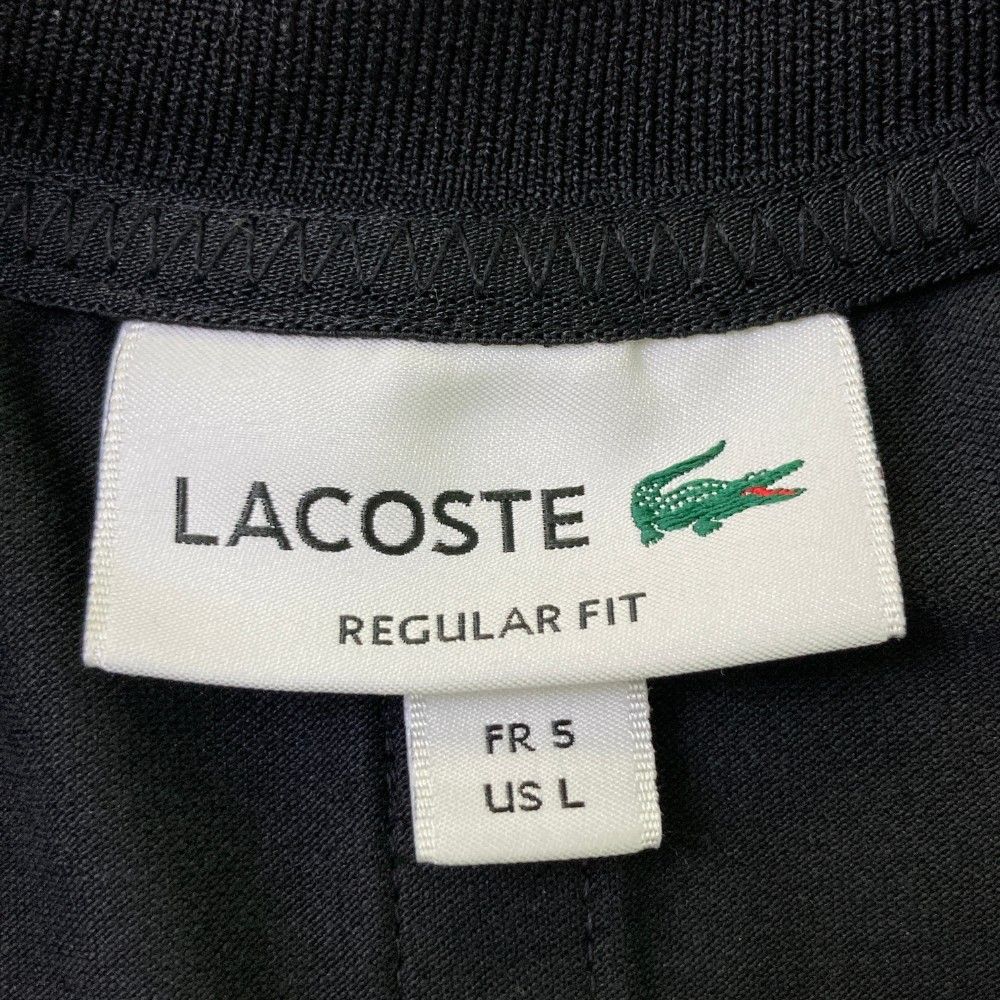 LACOSTE
REGULAR FIT
FR 5
US L